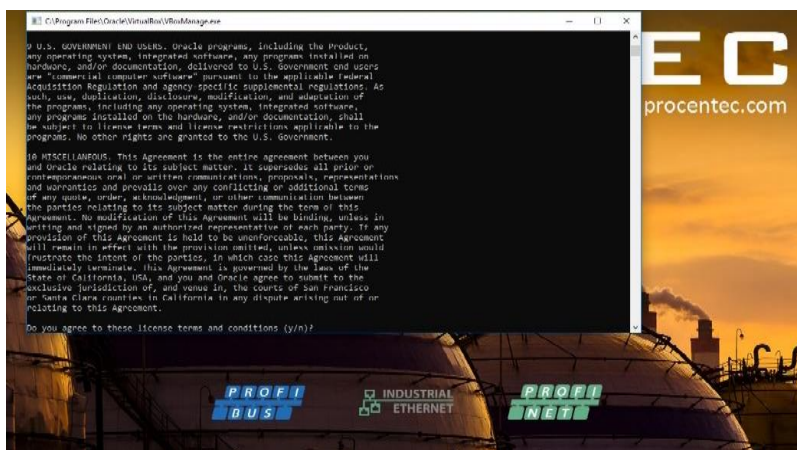 C:\Program Files\Oracle\VirtualBox\VBoxManage.exe
9 U.S. GOVERNMENT END USERS. Oracle programs, including the Product,
any operating system, integrated software, any programs installed on
hardware, and/or documentation, delivered to U.S. Government end users
are "commercial computer software" pursuant to the applicable Federal
Acquisition Regulation and agency-specific supplemental regulations. As
such, use, duplication, disclosure, modification, and adaptation of
the programs, including any operating system, integrated software,
any programs installed on the hardware, and/or documentation, shall
be subject to license terms and license restrictions applicable to the
programs. No other rights are granted to the U.S. Government.
10 MISCELLANEOUS. This Agreement is the entire agreement between you
and Oracle relating to its subject matter. It supersedes all prior or
contemporaneous oral or written communications, proposals, representations
and warranties and prevails over any conflicting or additional terms
of any quote, order, acknowledgment, or other communication between
the parties relating to its subject matter during the term of this
Agreement. No modification of this Agreement will be binding, unless in
writing and signed by an authorized representative of each party. If any
provision of this Agreement is held to be unenforceable, this Agreement
will remain in effect with the provision omitted, unless omission would
frustrate the intent of the parties, in which case this Agreement will
immediately terminate. This Agreement is governed by the laws of the
State of California, USA, and you and Oracle agree to submit to the
exclusive jurisdiction of, and venue in, the courts of San Francisco
or Santa Clara counties in California in any dispute arising out of or
relating to this Agreement.
Do you agree to these license terms and conditions (y/n)?
EC
procentec.com
PROFI
BUS
INDUSTRIAL
ETHERNET
PROFI
NET